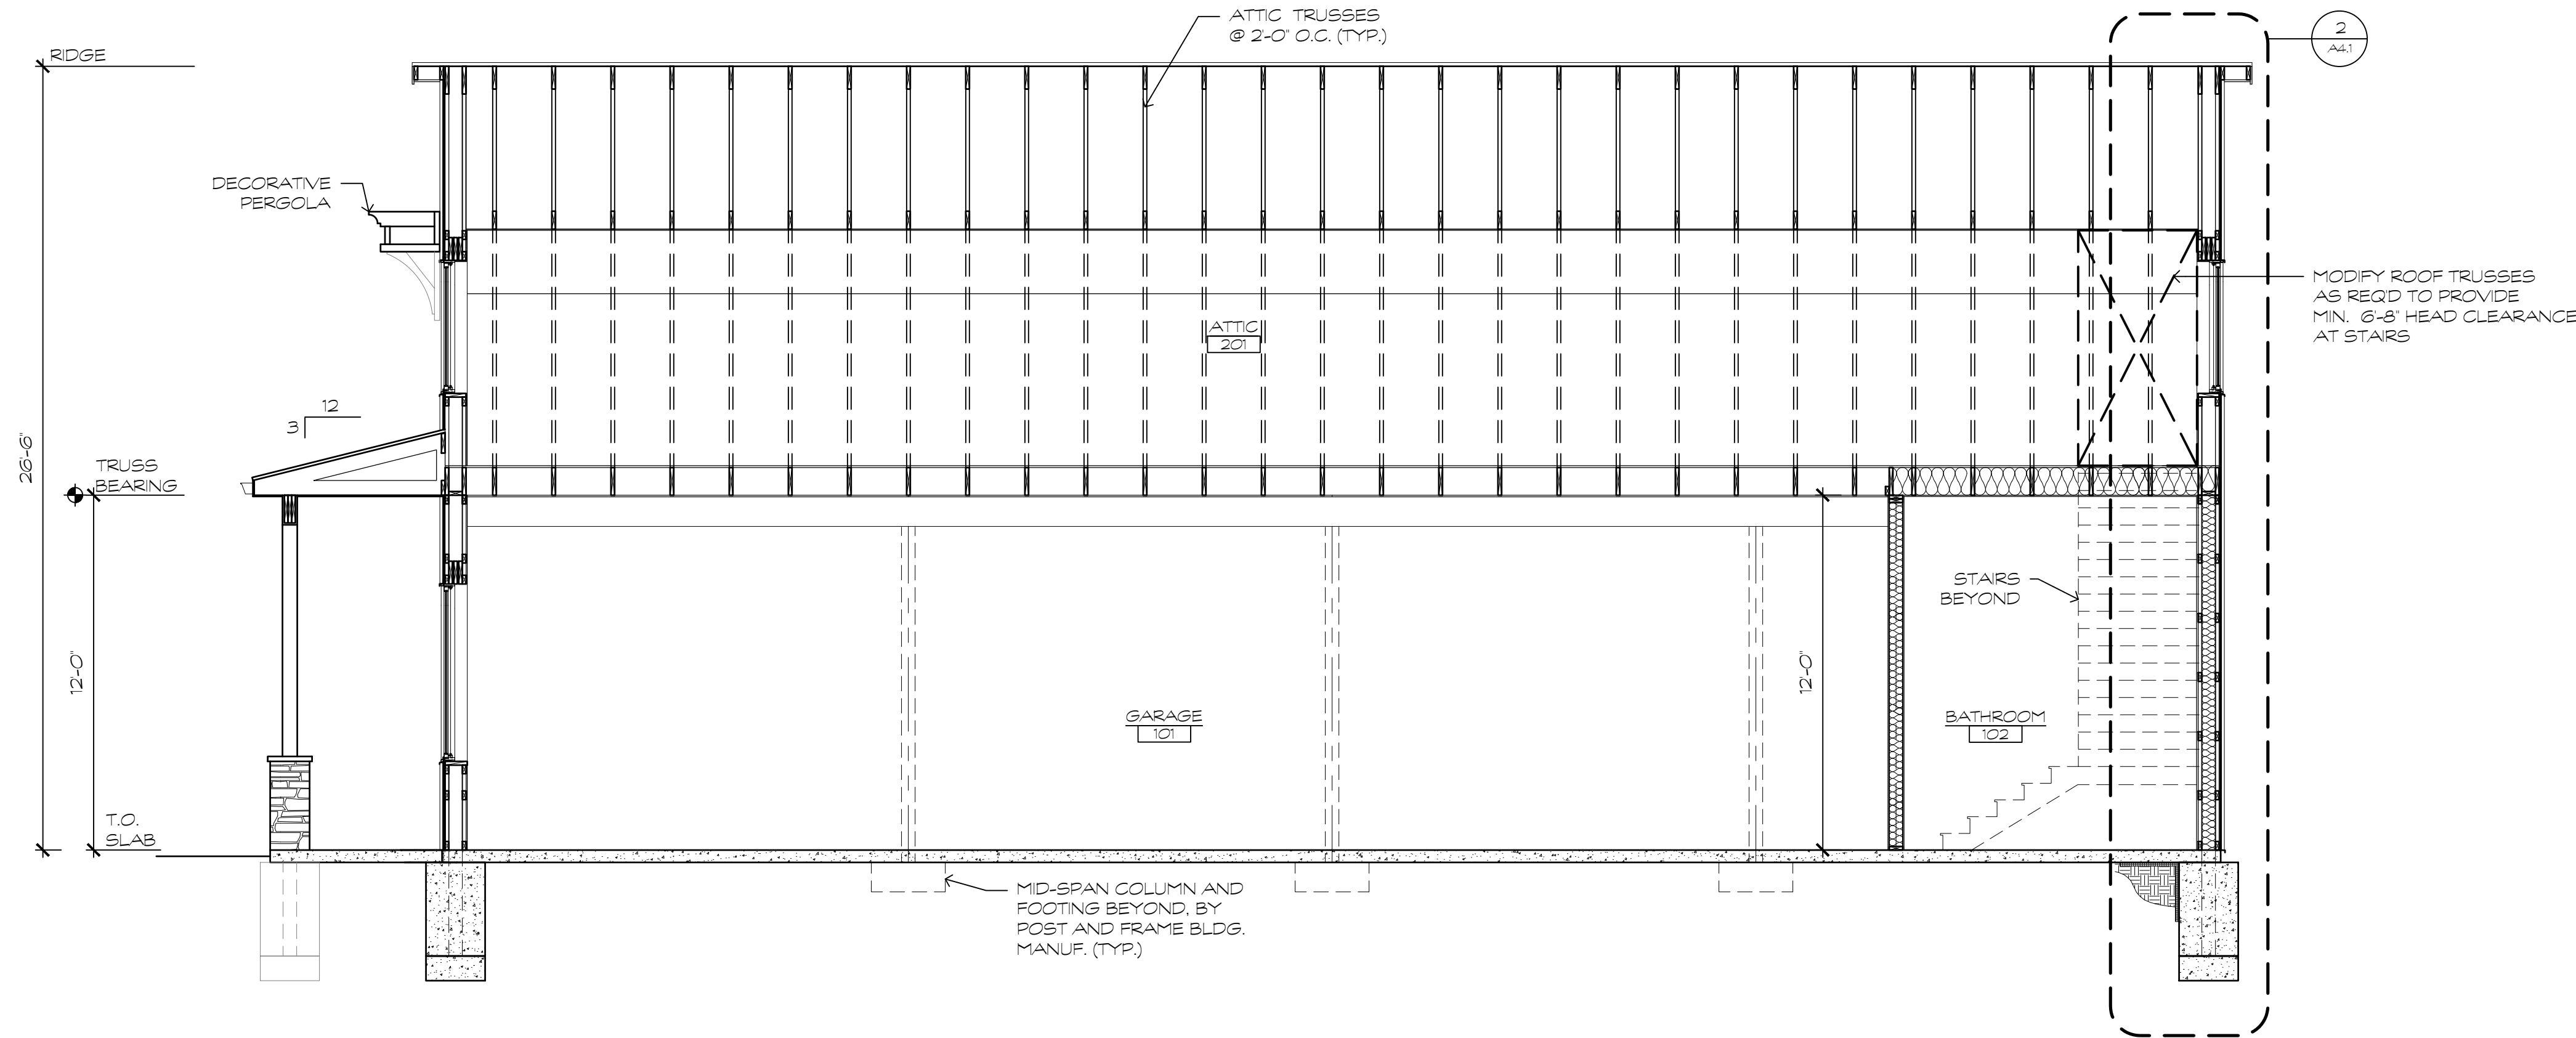 ATTIC TRUSSES
@ 2'-0" O.C. (TYP.)
2
A4.1
RIDGE
DECORATIVE
PERGOLA
MODIFY ROOF TRUSSES
AS REQ'D TO PROVIDE
MIN. 6'-8" HEAD CLEARANCE
AT STAIRS
ATTIC
201
12
3
26'-6"
TRUSS
BEARING
STAIRS
BEYOND
12'-0"
12'-0"
GARAGE
101
BATHROOM
102
T.O.
SLAB
MID-SPAN COLUMN AND
FOOTING BEYOND, BY
POST AND FRAME BLDG.
MANUF. (TYP.)